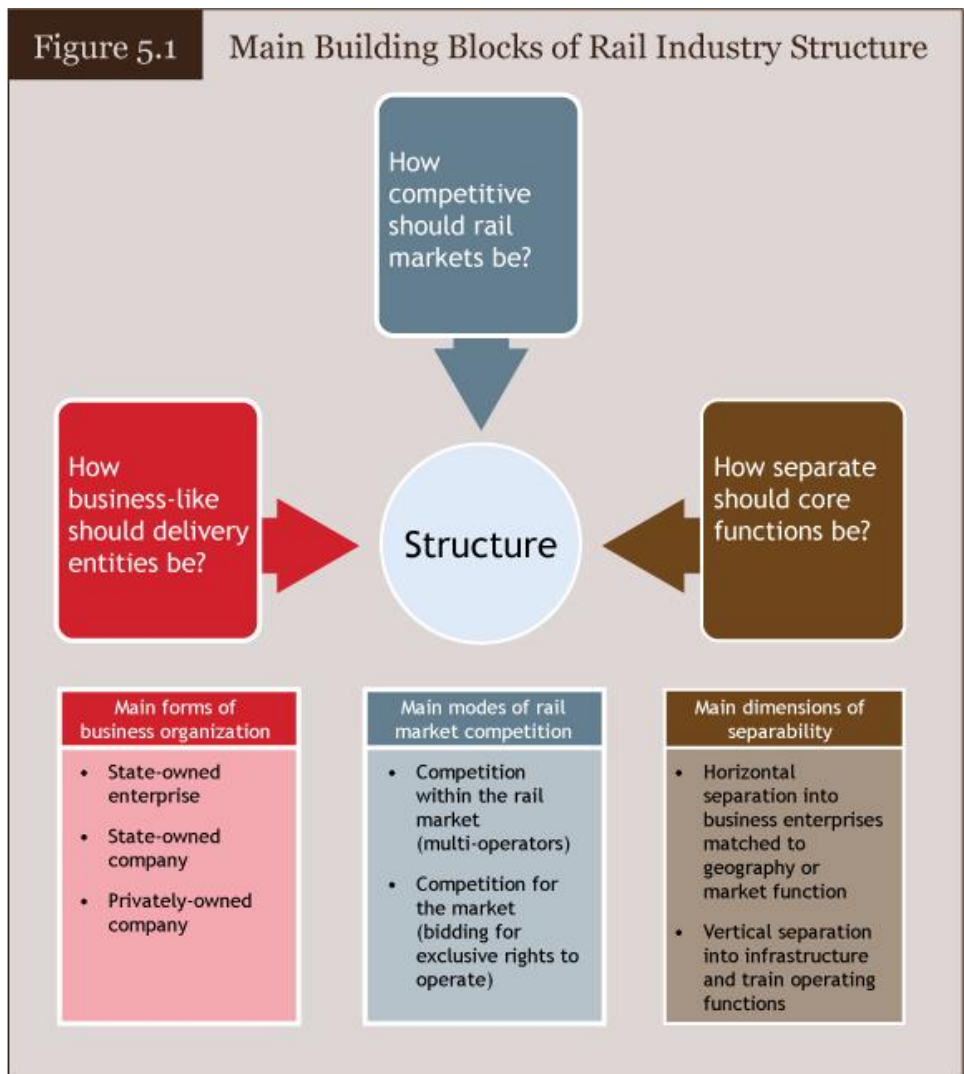 Figure 5.1
Main Building Blocks of Rail Industry Structure
How
competitive
should rail
markets be?
How
business-like
should delivery
entities be?
Structure
How separate
should core
functions be?
Main forms of
business organization
• State-owned
enterprise
• State-owned
company
• Privately-owned
company
Main modes of rail
market competition
• Competition
within the rail
market
(multi-operators)
• Competition for
the market
(bidding for
exclusive rights to
operate)
Main dimensions of
separability
• Horizontal
separation into
business enterprises
matched to
geography or
market function
• Vertical separation
into infrastructure
and train operating
functions